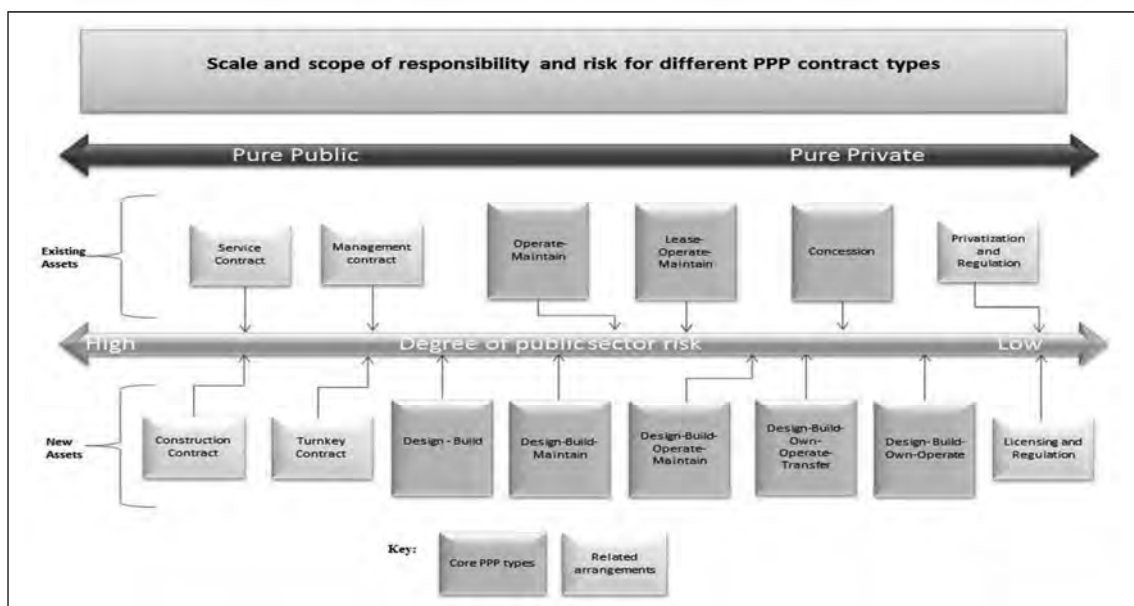 Scale and scope of responsibility and risk for different PPP contract types
Pure Public
Pure Private
Existing
Assets
Service
Contract
Management
contract
Operate-
Maintain
Lease-
Operate-
Maintain
Concession
Privatization
and
Regulation
High
Degree of public sector risk
Low
New
Assets
Construction
Contract
Turnkey
Contract
Design - Build
Design-Build-
Maintain
Design-Build-
Operate-
Maintain
Design-Build-
Own-
Operate-
Transfer
Design-Build-
Own-Operate
Licensing and
Regulation
Key:
Core PPP types
Related
arrangements